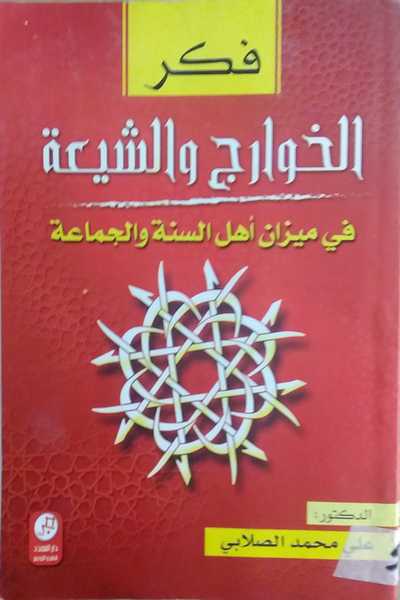 فكر
الخوارج والشيعة
في ميزان أهل السنة والجماعة
الدكتور:
علي محمد الصلابي